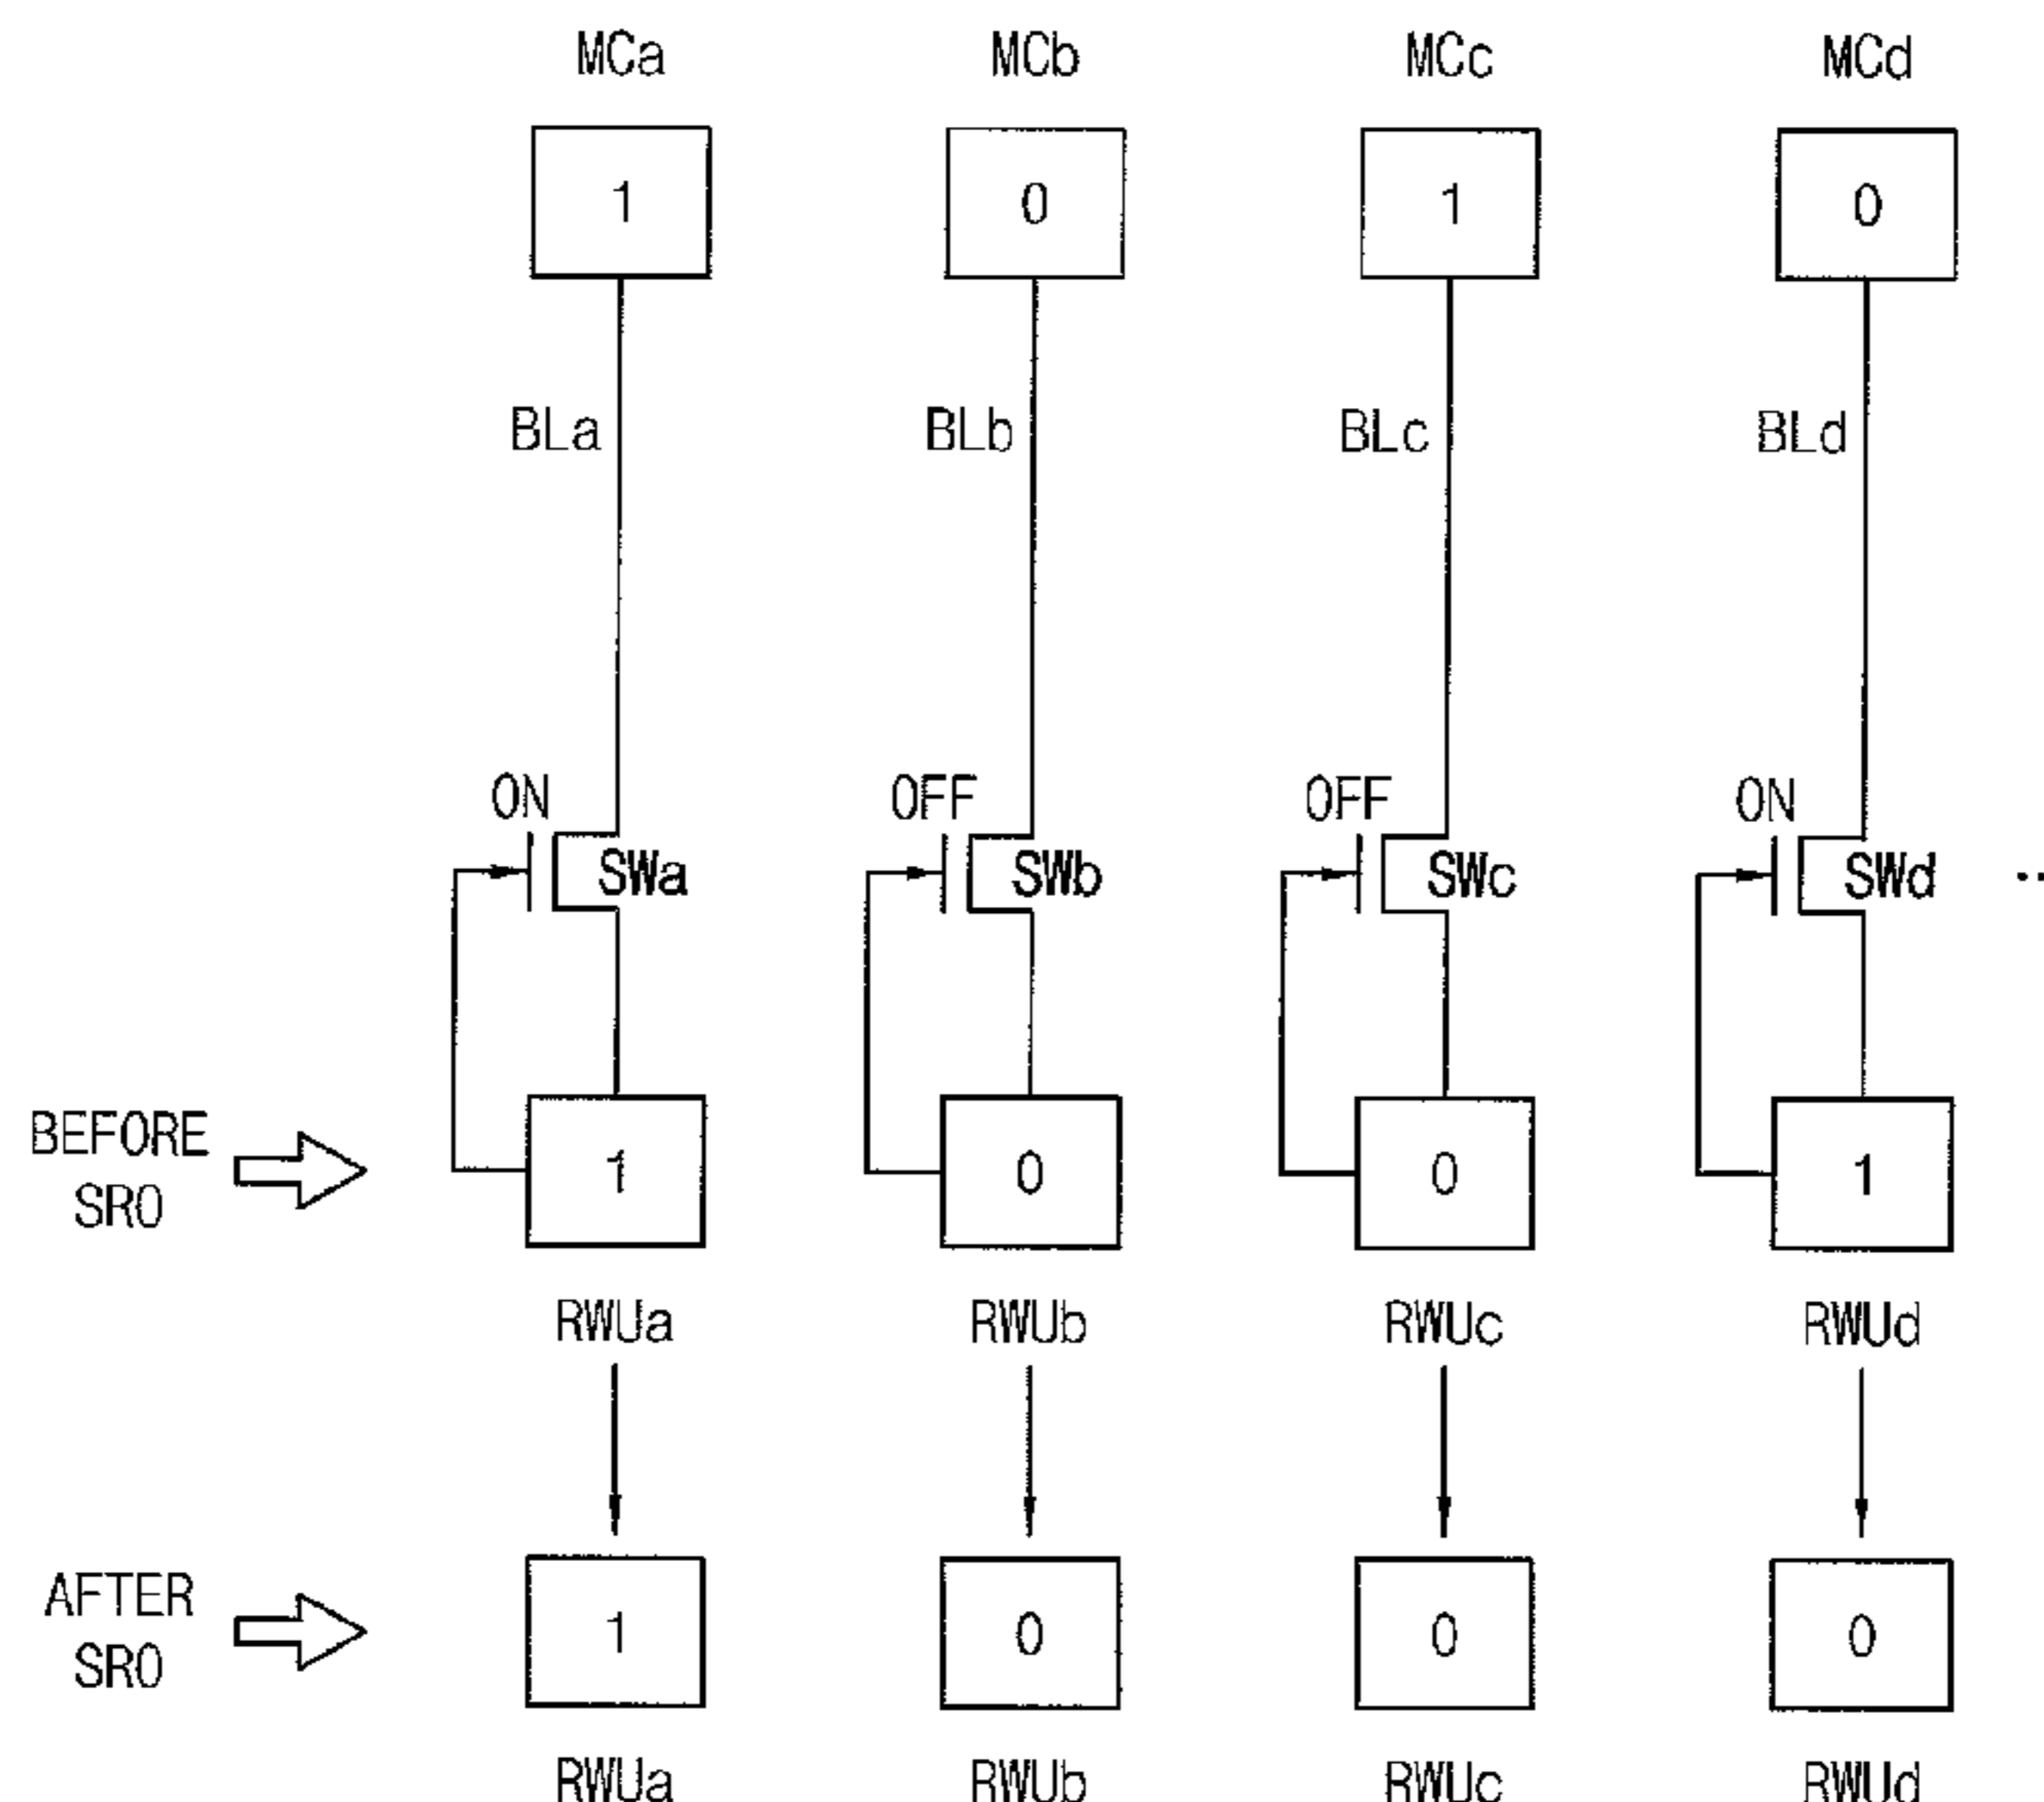 MCa MCb MCc MCd
1 0 1 0
BLa BLb BLc BLd
ON OFF OFF ON
SWa SWb SWc SWd
BEFORE
SRO
1 0 0 1
RWUa RWUb RWUc RWUd
AFTER
SRO
1 0 0 0
RWUa RWUb RWUc RWUd